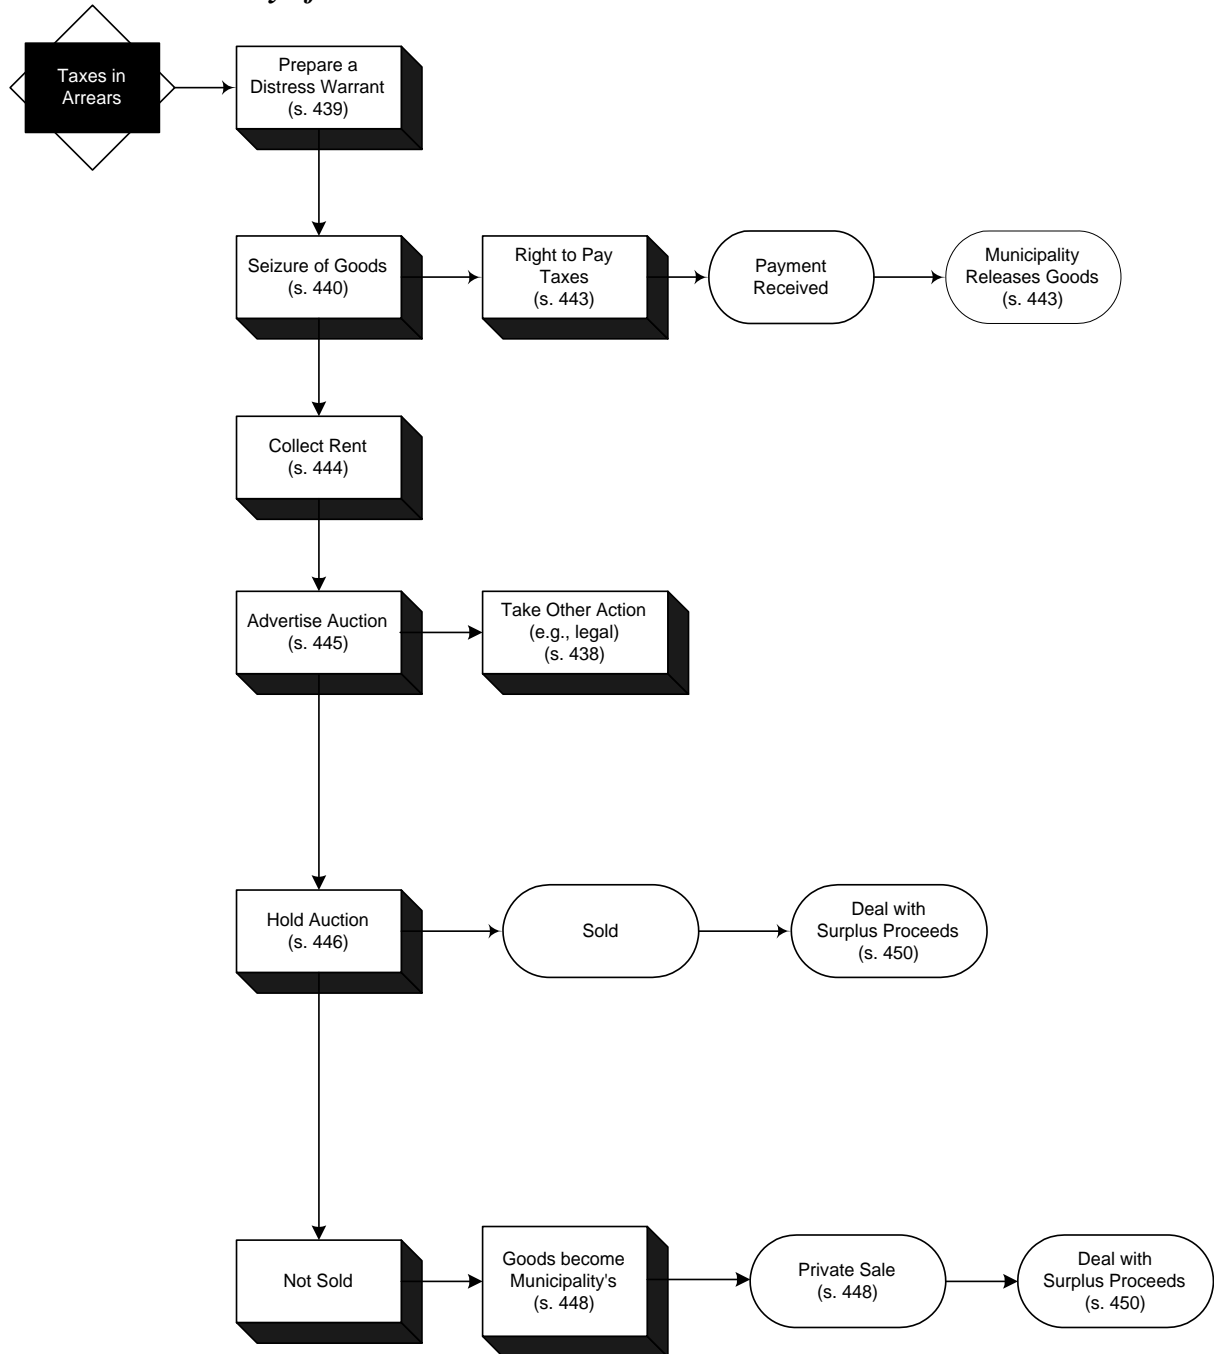 Taxes in
Arrears
Prepare a
Distress Warrant
(s. 439)
Seizure of Goods
(s. 440)
Right to Pay
Taxes
(s. 443)
Payment
Received
Municipality
Releases Goods
(s. 443)
Collect Rent
(s. 444)
Advertise Auction
(s. 445)
Take Other Action
(e.g., legal)
(s. 438)
Hold Auction
(s. 446)
Sold
Deal with
Surplus Proceeds
(s. 450)
Not Sold
Goods become
Municipality's
(s. 448)
Private Sale
(s. 448)
Deal with
Surplus Proceeds
(s. 450)